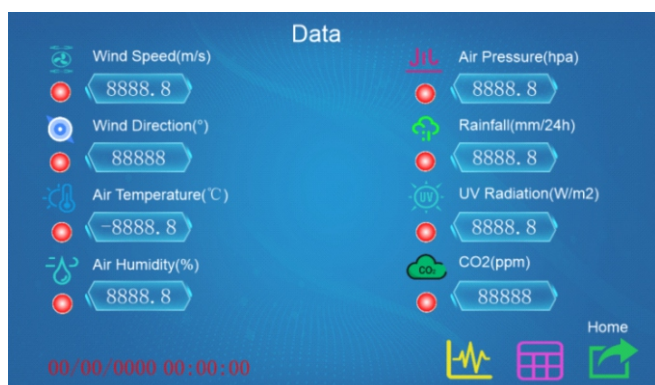 Data
Wind Speed(m/s)
8888.8
Wind Direction(°)
88888
Air Temperature(℃)
-8888.8
Air Humidity(%)
8888.8
Air Pressure(hpa)
8888.8
Rainfall(mm/24h)
8888.8
UV
UV Radiation(W/m2)
8888.8
CO₂
CO2(ppm)
88888
00/00/0000 00:00:00
Home